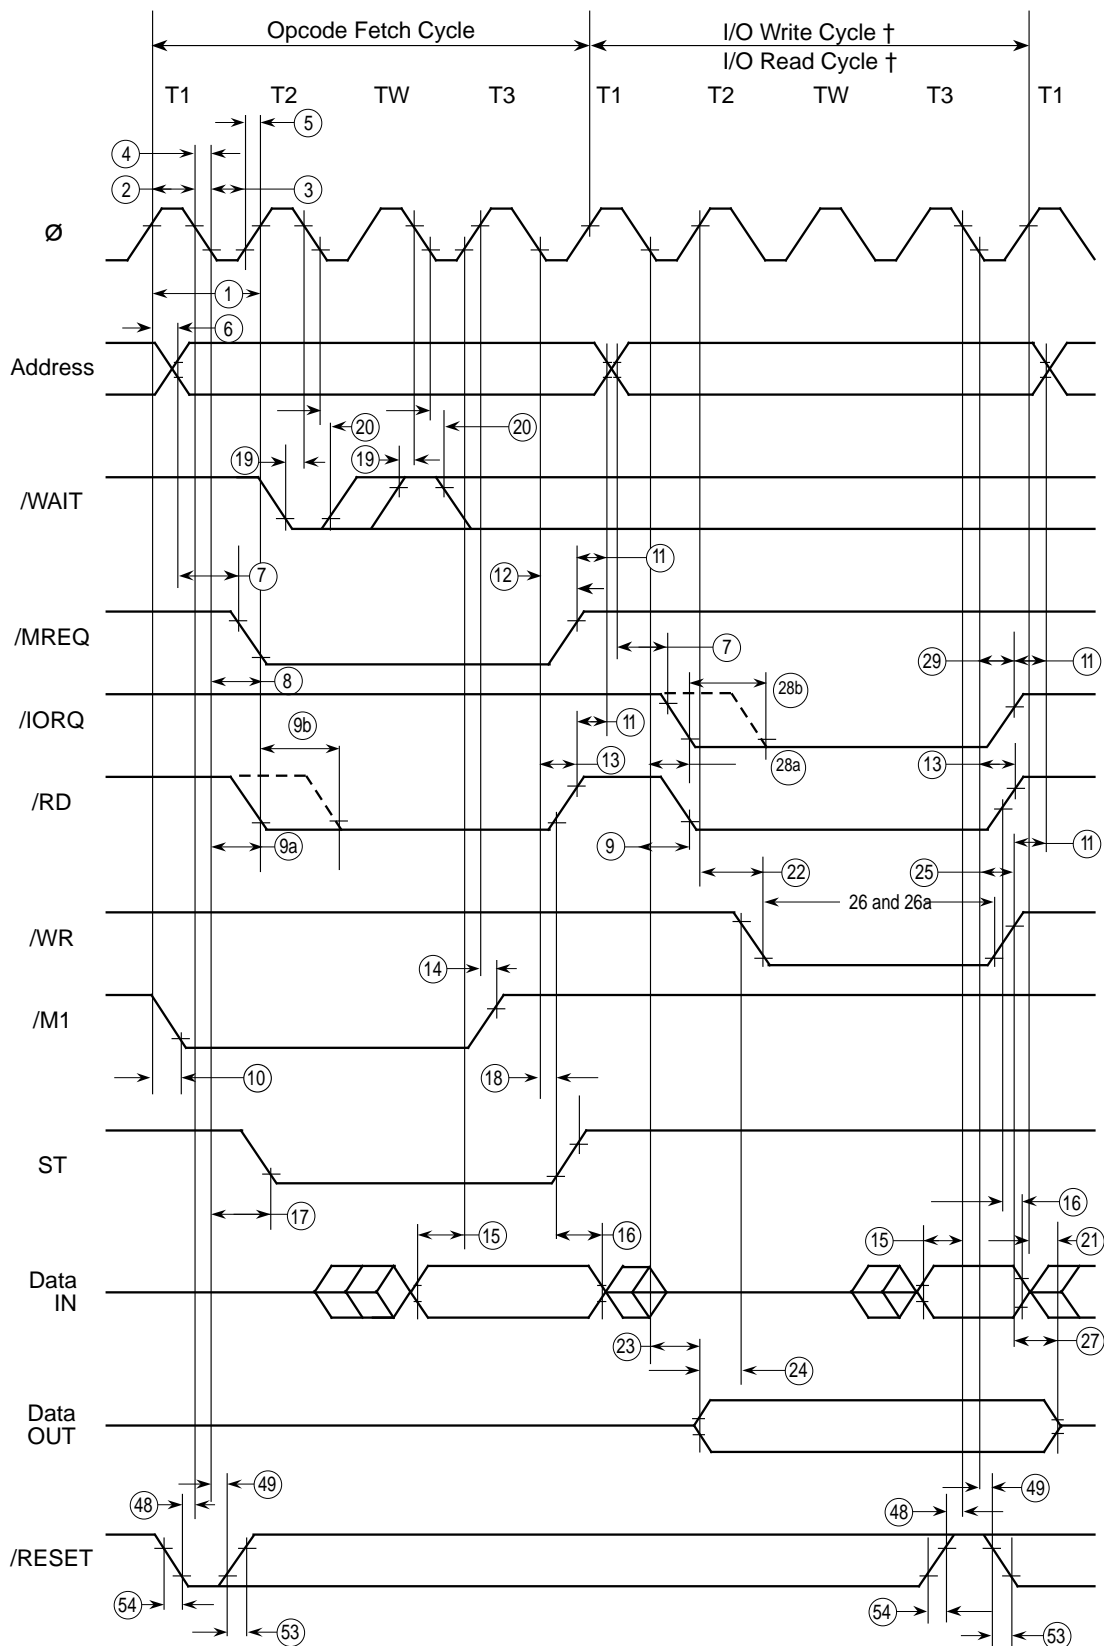 Opcode Fetch Cycle
I/O Write Cycle †
I/O Read Cycle †
T1 T2 TW T3 T1 T2 TW T3 T1
5
4
2 3
Ø
1
6
Address
20 20
19 19
/WAIT
11
7 12
/MREQ
7 29 11
8 28b
/IORQ
9b 11
13 28a 13
/RD
9a 9 11
22 25
26 and 26a
/WR
14
/M1
10 18
ST
17 16
15 16 15 21
Data
IN
23 27
24
Data
OUT
49 49
48 48
/RESET
54 54
53 53